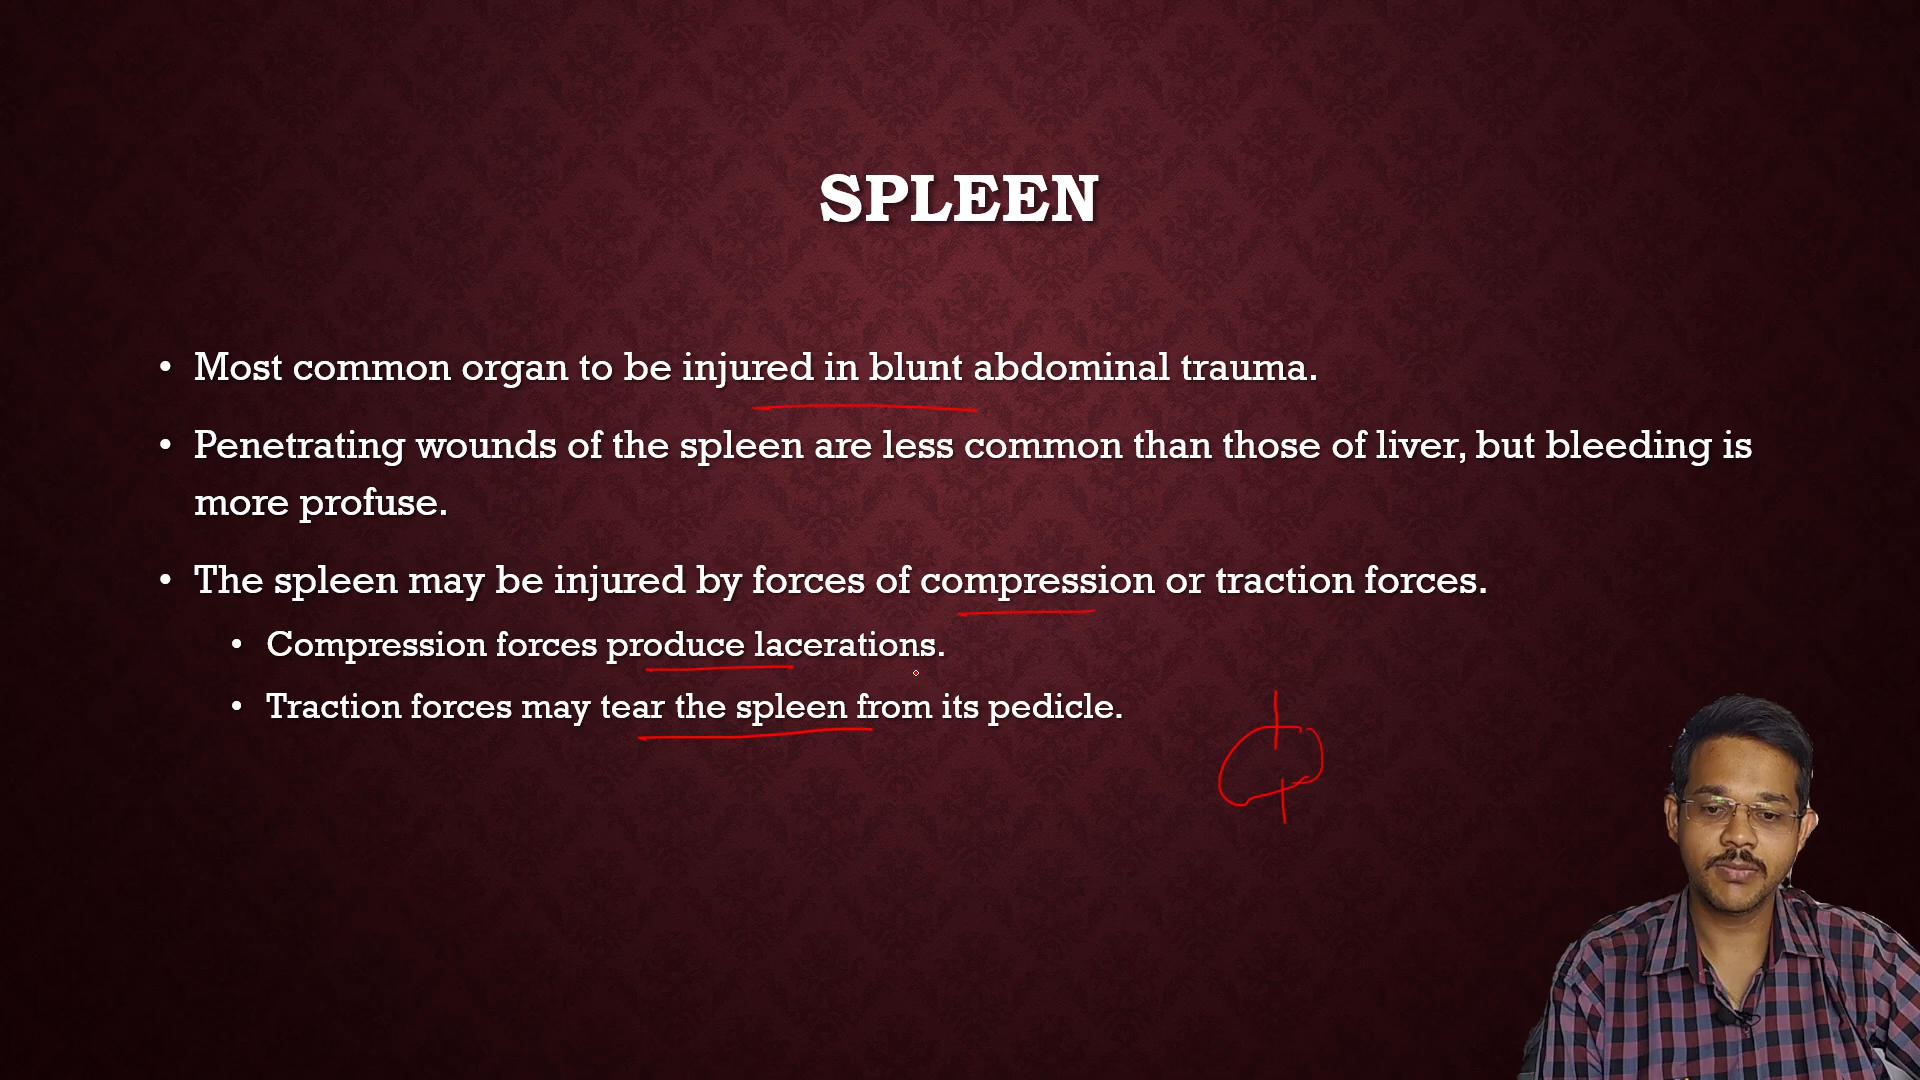 SPLEEN
• Most common organ to be injured in blunt abdominal trauma.
• Penetrating wounds of the spleen are less common than those of liver, but bleeding is
more profuse.
• The spleen may be injured by forces of compression or traction forces.
• Compression forces produce lacerations.
• Traction forces may tear the spleen from its pedicle.